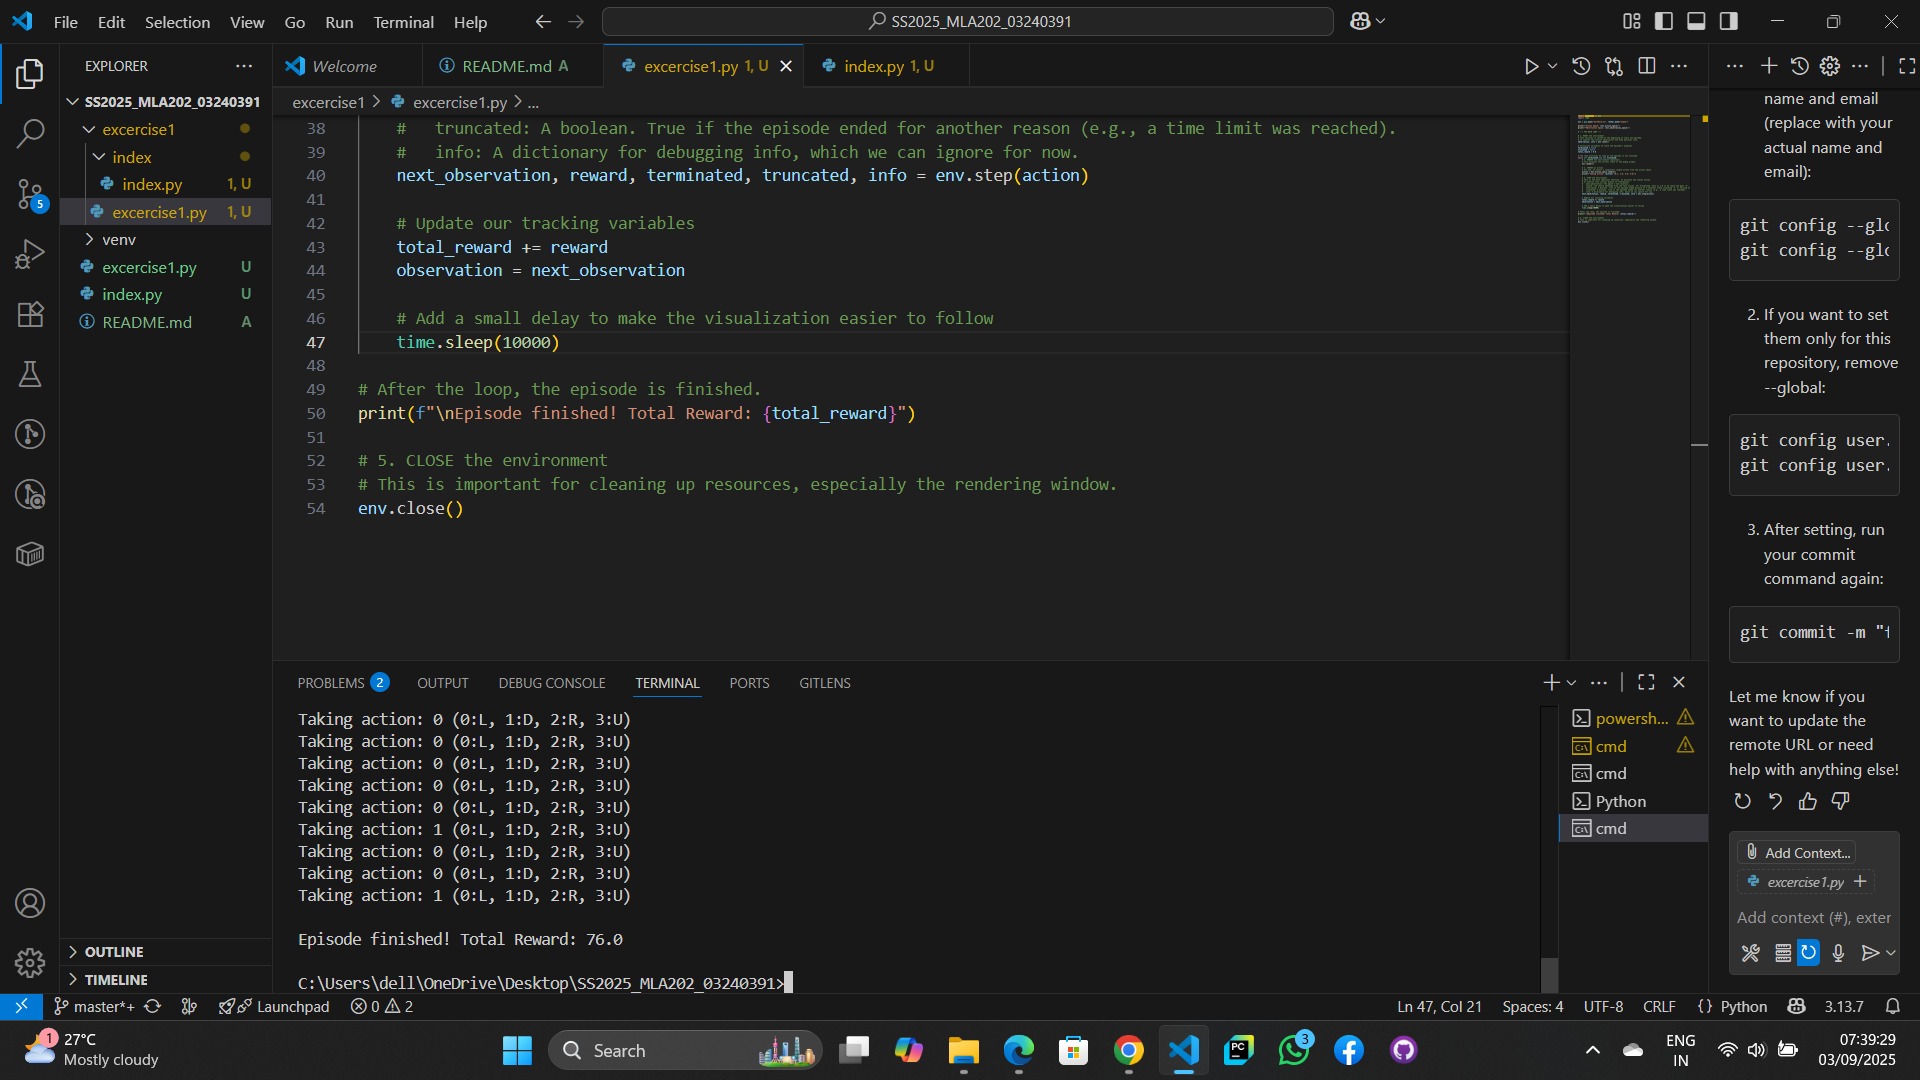 File Edit Selection View Go Run Terminal Help
SS2025_MLA202_03240391
EXPLORER
SS2025_MLA202_03240391
excercise1
index
index.py 1, U
excercise1.py 1, U
venv
excercise1.py U
index.py U
README.md A
OUTLINE
TIMELINE
5
Welcome
README.md A
excercise1.py 1, U
index.py 1, U
excercise1 > excercise1.py > ...
38 # truncated: A boolean. True if the episode ended for another reason (e.g., a time limit was reached).
39 # info: A dictionary for debugging info, which we can ignore for now.
40 next_observation, reward, terminated, truncated, info = env.step(action)
41
42 # Update our tracking variables
43 total_reward += reward
44 observation = next_observation
45
46 # Add a small delay to make the visualization easier to follow
47 time.sleep(10000)
48
49 # After the loop, the episode is finished.
50 print(f"\nEpisode finished! Total Reward: {total_reward}")
51
52 # 5. CLOSE the environment
53 # This is important for cleaning up resources, especially the rendering window.
54 env.close()
PROBLEMS 2 OUTPUT DEBUG CONSOLE TERMINAL PORTS GITLENS
Taking action: 0 (0:L, 1:D, 2:R, 3:U)
Taking action: 0 (0:L, 1:D, 2:R, 3:U)
Taking action: 0 (0:L, 1:D, 2:R, 3:U)
Taking action: 0 (0:L, 1:D, 2:R, 3:U)
Taking action: 0 (0:L, 1:D, 2:R, 3:U)
Taking action: 1 (0:L, 1:D, 2:R, 3:U)
Taking action: 0 (0:L, 1:D, 2:R, 3:U)
Taking action: 0 (0:L, 1:D, 2:R, 3:U)
Taking action: 1 (0:L, 1:D, 2:R, 3:U)
Episode finished! Total Reward: 76.0
C:\Users\dell\OneDrive\Desktop\SS2025_MLA202_03240391>
powersh...
cmd
cmd
Python
cmd
name and email
(replace with your
actual name and
email):
git config --glo
git config --glo
2. If you want to set
them only for this
repository, remove
--global:
git config user.
git config user.
3. After setting, run
your commit
command again:
git commit -m "f
Let me know if you
want to update the
remote URL or need
help with anything else!
Add Context...
excercise1.py +
Add context (#), exter
master*+ Launchpad 0 2 Ln 47, Col 21 Spaces: 4 UTF-8 CRLF {} Python 3.13.7
1
27°C
Mostly cloudy
Search
PC
3
ENG
IN
07:39:29
03/09/2025